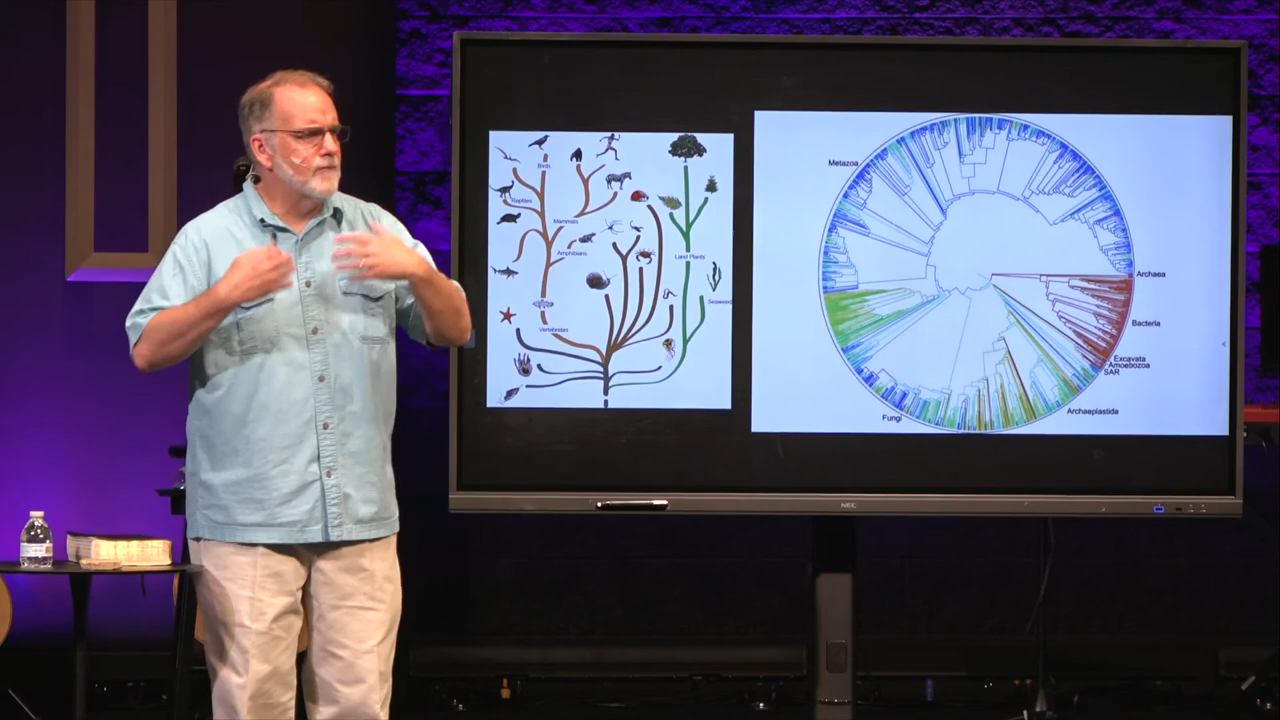 Birds
Reptiles
Mammals
Amphibians
Land Plants
Seaweed
Vertebrates
Metazoa
Archaea
Bacteria
Excavata
Amoebozoa
SAR
Archaeplastida
Fungi
NEC